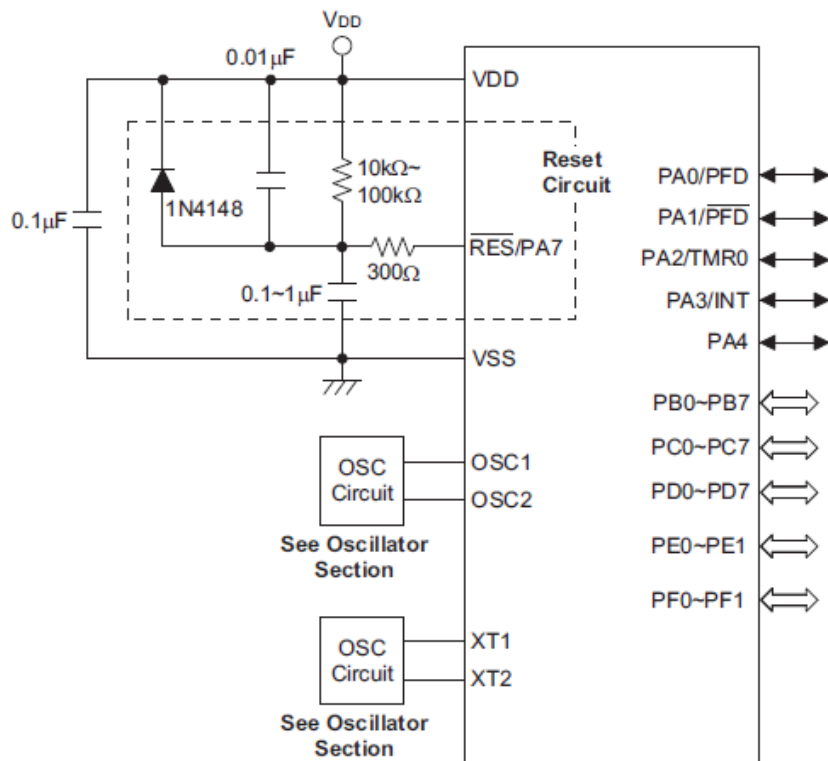 VDD
0.01μF
VDD
Reset
Circuit
10kΩ~
100kΩ
1N4148
0.1μF
R̅E̅S̅/PA7
300Ω
0.1~1μF
VSS
OSC
Circuit
OSC1
OSC2
See Oscillator
Section
OSC
Circuit
XT1
XT2
See Oscillator
Section
PA0/PFD
PA1/P̅F̅D̅
PA2/TMR0
PA3/INT
PA4
PB0~PB7
PC0~PC7
PD0~PD7
PE0~PE1
PF0~PF1